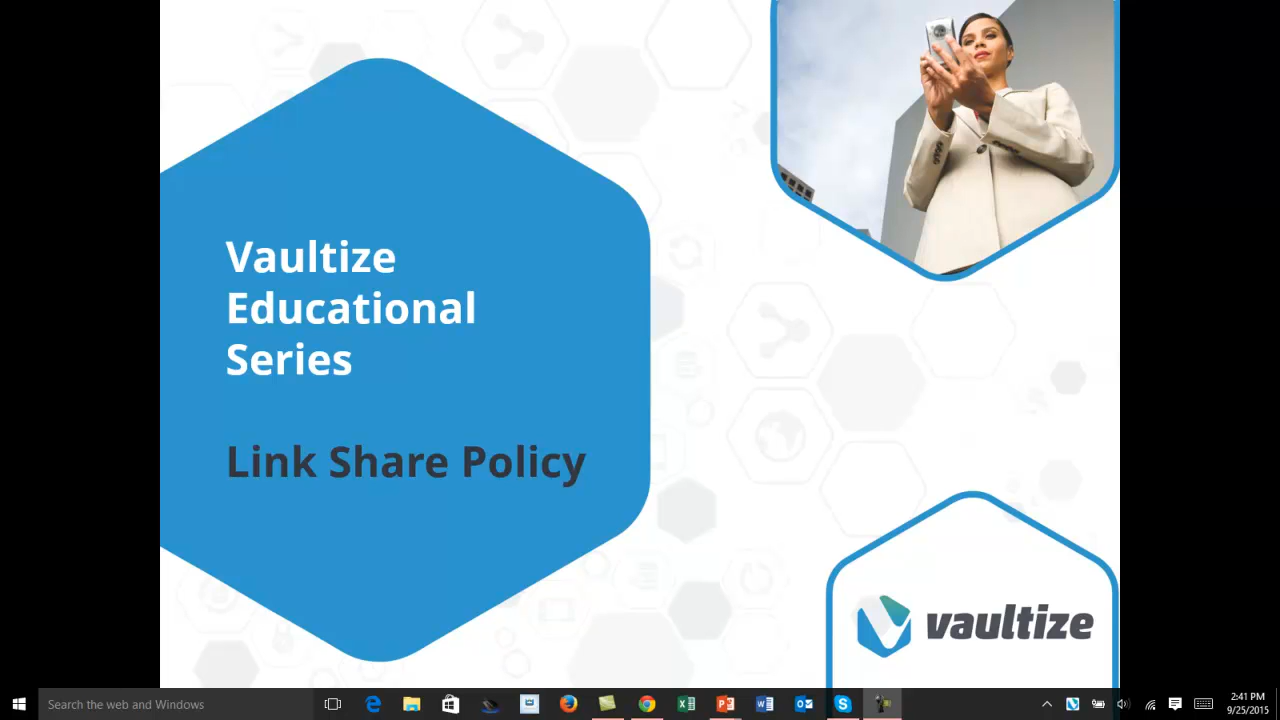 Vaultize
Educational
Series
Link Share Policy
vaultize
Search the web and Windows
2:41 PM
9/25/2015